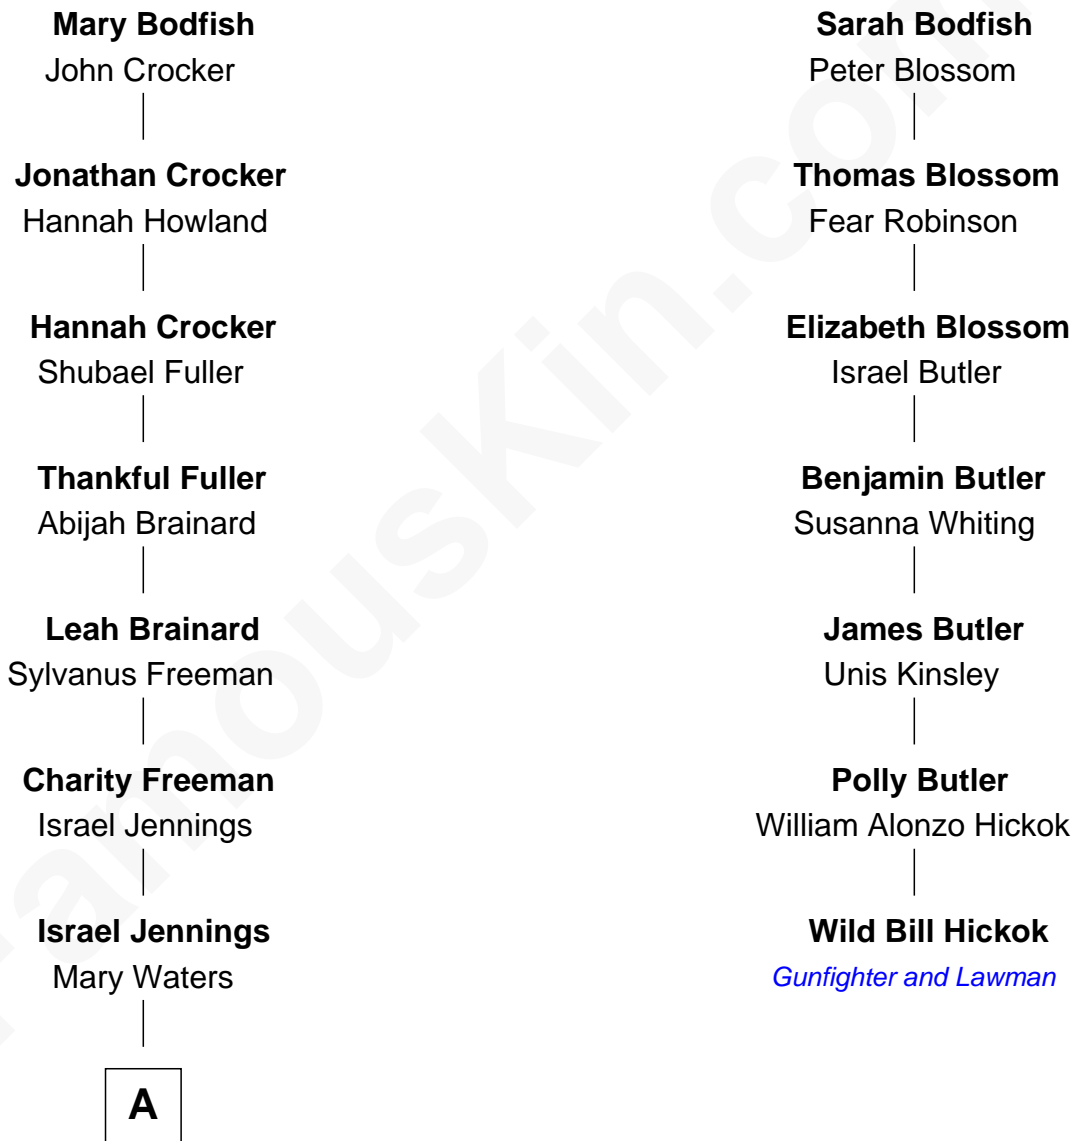 Mary Bodfish
John Crocker
Jonathan Crocker
Hannah Howland
Hannah Crocker
Shubael Fuller
Thankful Fuller
Abijah Brainard
Leah Brainard
Sylvanus Freeman
Charity Freeman
Israel Jennings
Israel Jennings
Mary Waters
A
Sarah Bodfish
Peter Blossom
Thomas Blossom
Fear Robinson
Elizabeth Blossom
Israel Butler
Benjamin Butler
Susanna Whiting
James Butler
Unis Kinsley
Polly Butler
William Alonzo Hickok
Wild Bill Hickok
Gunfighter and Lawman
FamousKin.com